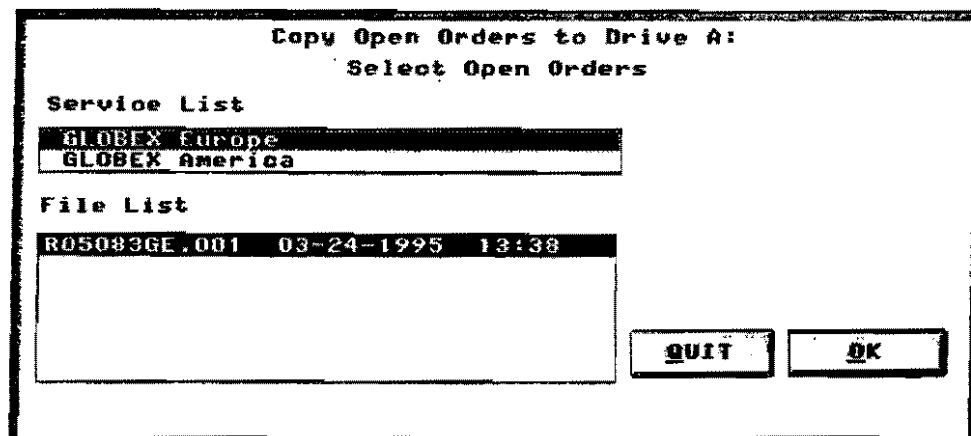 Copy Open Orders to Drive A:
Select Open Orders
Service List
GLOBEX Europe
GLOBEX America
File List
R05083GE.001 03-24-1995 13:38
QUIT OK